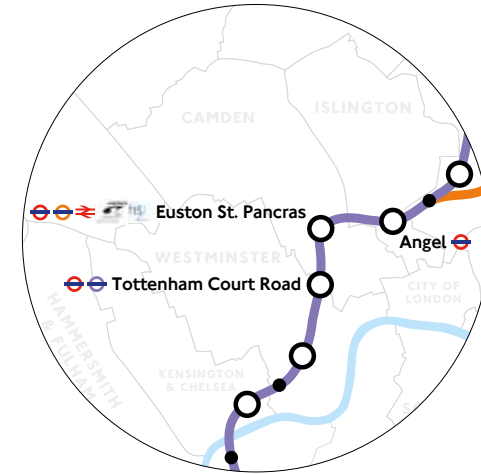 CAMDEN
ISLINGTON
Euston St. Pancras
Angel
WESTMINSTER
Tottenham Court Road
CITY OF
LONDON
HAMMERSMITH
& FULHAM
KENSINGTON
& CHELSEA